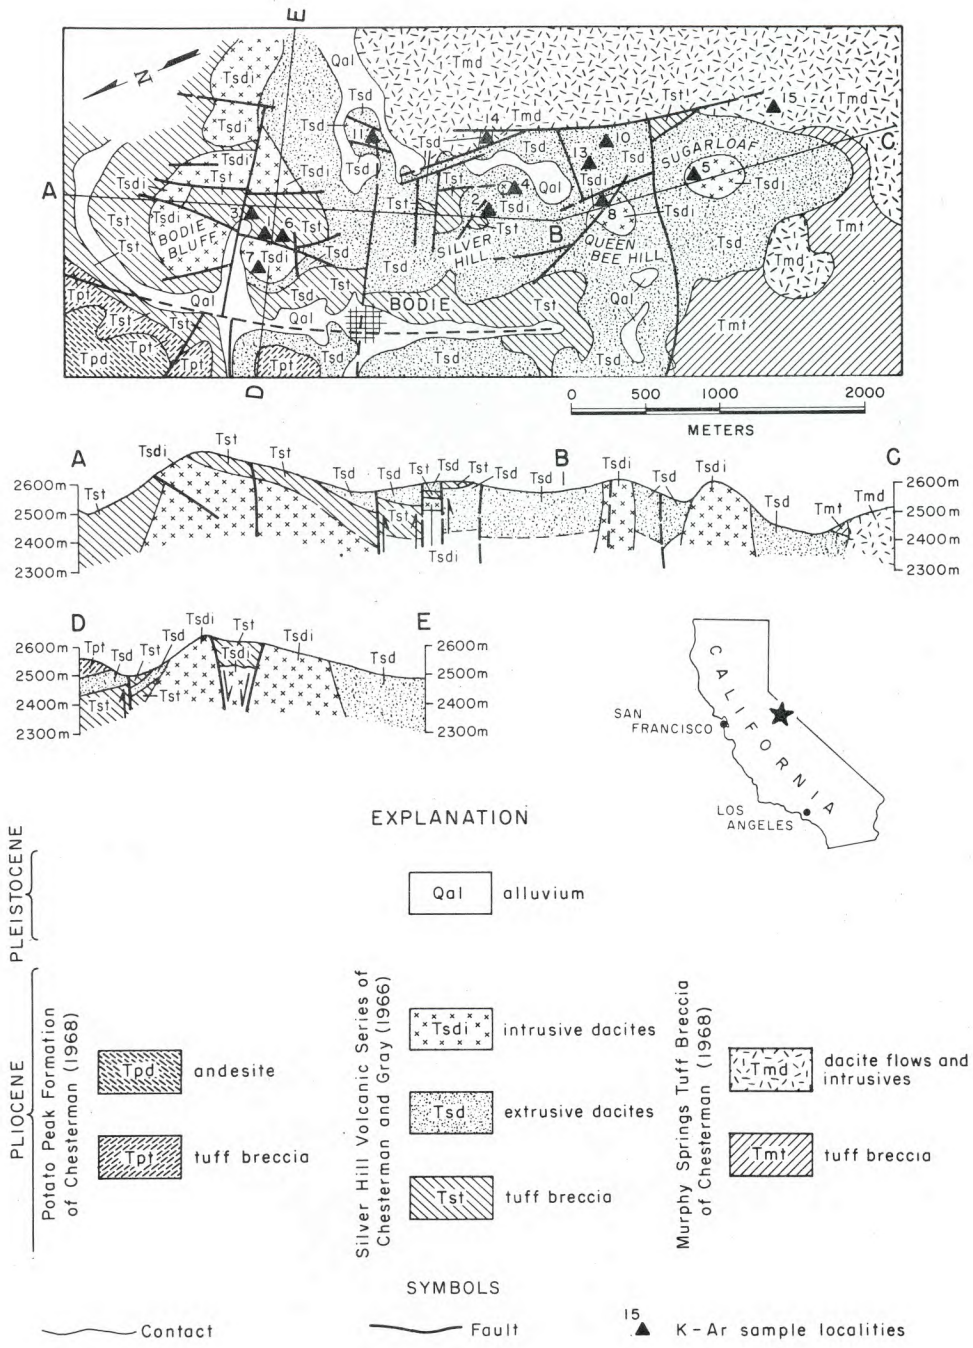 E
Qal
Tmd
N
Tsdi
Tsd
Tst
15
14
Tmd
Tsdi
Tsd
11
10
Tsd
13
Tsd
SUGARLOAF
C
Tsdi
Tsd
Tsdi
5
A
Tsdi
Tst
4
Qal
Tsdi
Tst
Tsdi
3
2
Tsdi
8
Tsdi
Tmt
BODIE
BLUFF
1
6
Tst
Tst
B
QUEEN
BEE HILL
Tsd
Tst
7
Tsdi
Tsd
SILVER
HILL
Tsd
Tmd
Tst
Tsd
Tpt
Qal
Tsd
BODIE
Tst
Qal
Tst
Tst
Qal
Tmt
Tpd
Tpt
Tpt
Tpt
Tsd
Tsd
Tsd
D
0 500 1000 2000
METERS
A
Tsdi
Tst
Tst
Tsd
Tsd
Tst
Tsd
Tst
Tsd
Tsd
B
Tsdi
Tsd
Tsdi
Tsd
Tmt
Tmd
C
2600m
2500m
2400m
2300m
Tst
Tst
Tsdi
2600m
2500m
2400m
2300m
D
Tpt
Tsd
Tst
Tsd
Tsdi
Tst
Tsdi
Tsdi
Tsd
E
2600m
2500m
2400m
2300m
Tst
Tst
2600m
2500m
2400m
2300m
CALIFORNIA
SAN
FRANCISCO
LOS
ANGELES
EXPLANATION
PLEISTOCENE
Qal alluvium
PLIOCENE
Potato Peak Formation
of Chesterman (1968)
Tpd andesite
Tpt tuff breccia
Silver Hill Volcanic Series of
Chesterman and Gray (1966)
Tsdi intrusive dacites
Tsd extrusive dacites
Tst tuff breccia
Murphy Springs Tuff Breccia
of Chesterman (1968)
Tmd dacite flows and
intrusives
Tmt tuff breccia
SYMBOLS
Contact
Fault
15
K-Ar sample localities